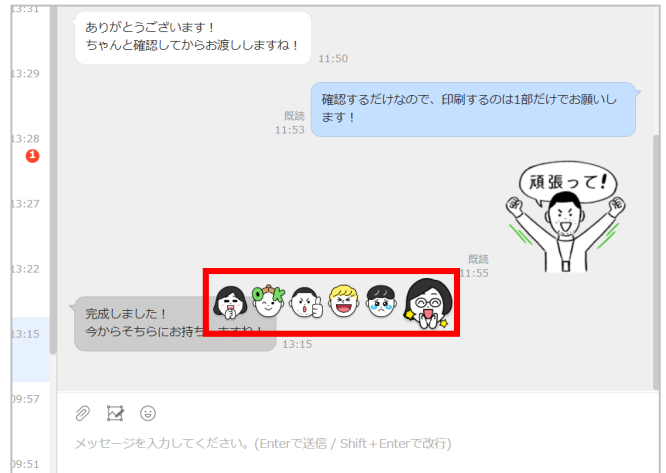 13:31
ありがとうございます！
ちゃんと確認してからお渡ししますね！
11:50
13:29
確認するだけなので、印刷するのは1部だけでお願いし
ます！
既読
11:53
13:28
1
頑張って!
13:27
13:22
既読
11:55
OK
完成しました！
今からそちらにお持ち
13:15
13:15
09:57
メッセージを入力してください。(Enterで送信 / Shift+Enterで改行)
09:51